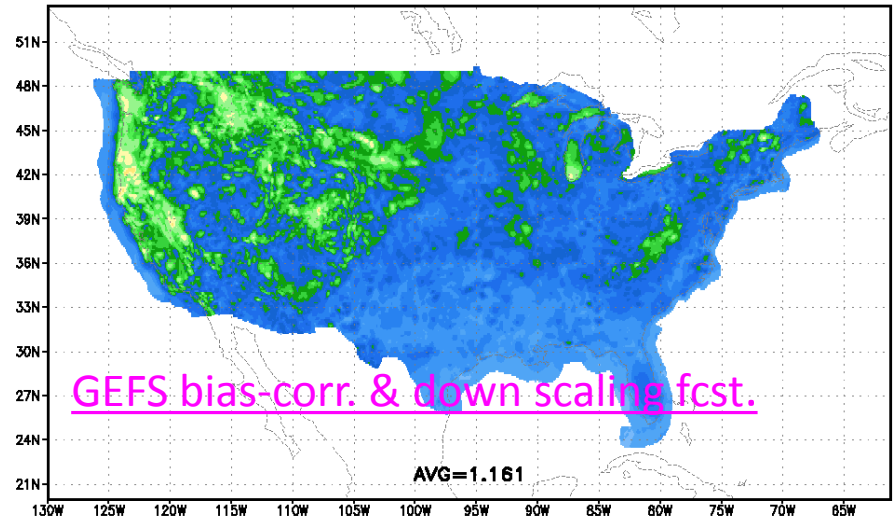 51N
48N
45N
42N
39N
36N
33N
30N
27N
24N
21N
GEFS bias-corr. & down scaling fcst.
AVG=1.161
130W 125W 120W 115W 110W 105W 100W 95W 90W 85W 80W 75W 70W 65W